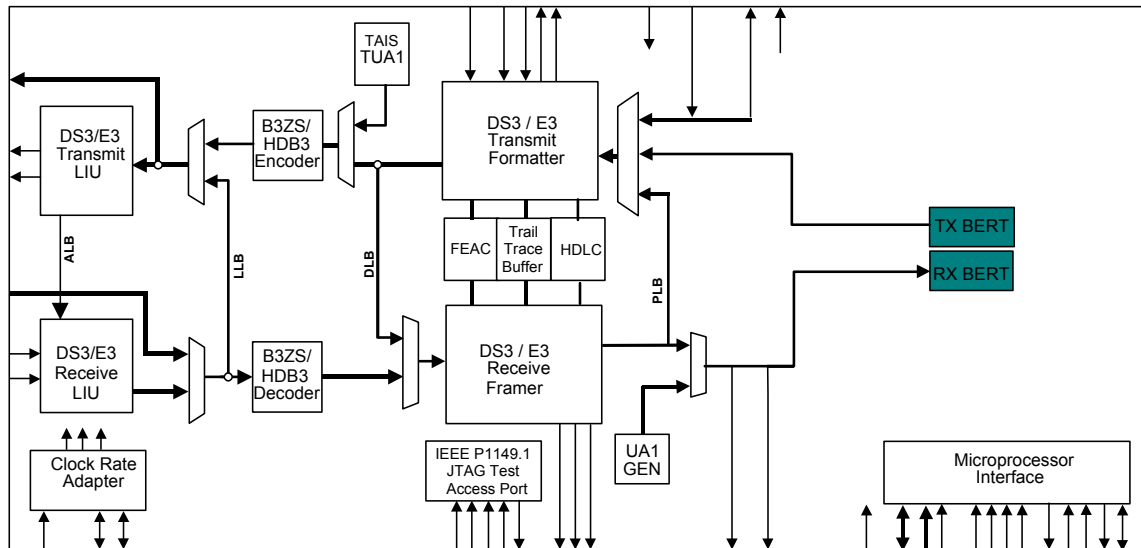 TAIS
TUA1
DS3/E3
Transmit
LIU
B3ZS/
HDB3
Encoder
DS3 / E3
Transmit
Formatter
TX BERT
RX BERT
ALB
LLB
DLB
PLB
FEAC
Trail
Trace
Buffer
HDLC
DS3/E3
Receive
LIU
B3ZS/
HDB3
Decoder
DS3 / E3
Receive
Framer
UA1
GEN
Clock Rate
Adapter
IEEE P1149.1
JTAG Test
Access Port
Microprocessor
Interface